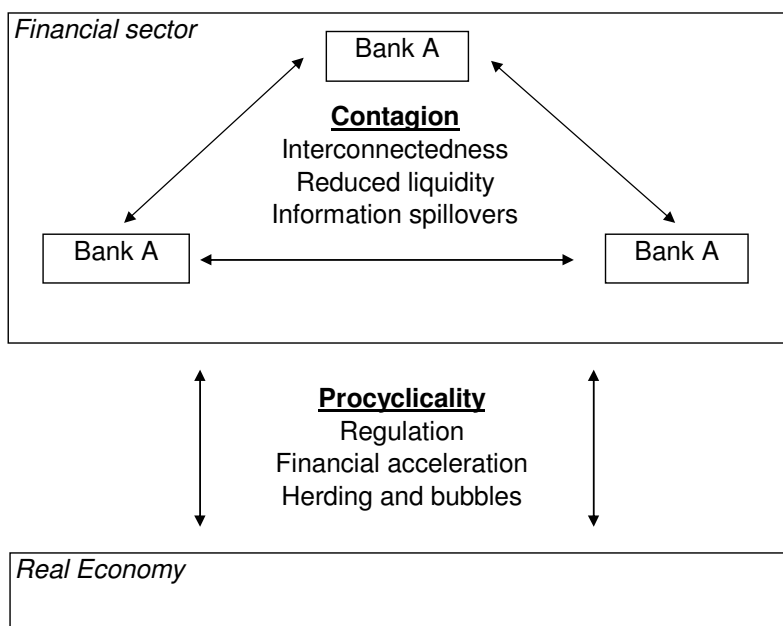 Financial sector
Bank A
Contagion
Interconnectedness
Reduced liquidity
Information spillovers
Bank A
Bank A
Procyclicality
Regulation
Financial acceleration
Herding and bubbles
Real Economy